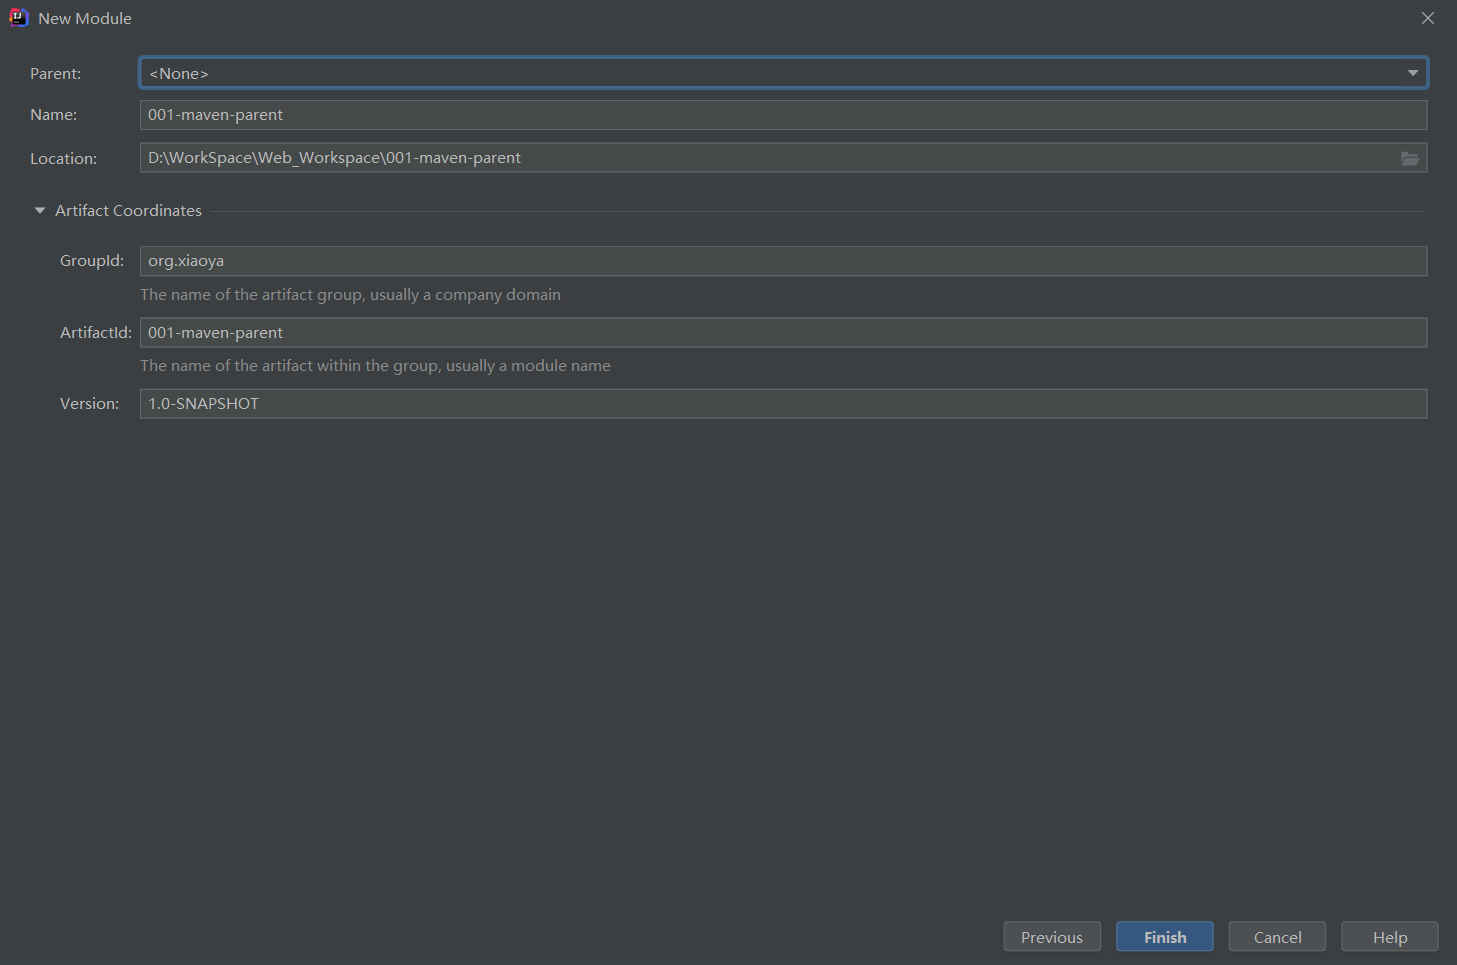 New Module
Parent: <None>
Name: 001-maven-parent
Location: D:\WorkSpace\Web_Workspace\001-maven-parent
Artifact Coordinates
GroupId: org.xiaoya
The name of the artifact group, usually a company domain
ArtifactId: 001-maven-parent
The name of the artifact within the group, usually a module name
Version: 1.0-SNAPSHOT
Previous Finish Cancel Help